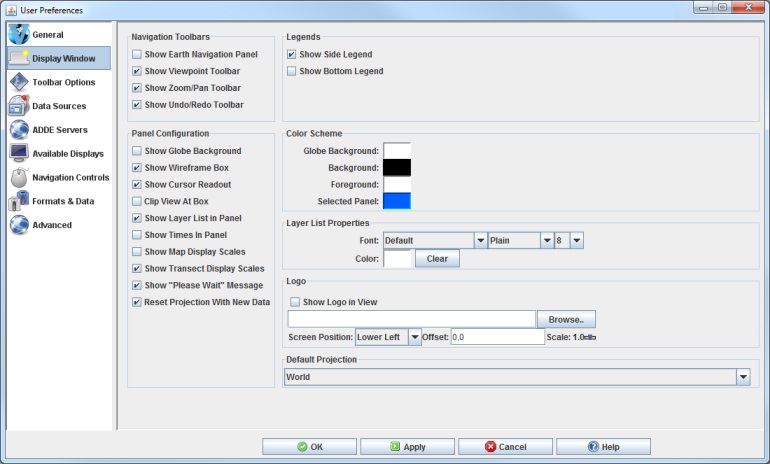 User Preferences
General
Display Window
Toolbar Options
Data Sources
ADDE Servers
Available Displays
Navigation Controls
Formats & Data
Advanced
Navigation Toolbars
Show Earth Navigation Panel
Show Viewpoint Toolbar
Show Zoom/Pan Toolbar
Show Undo/Redo Toolbar
Legends
Show Side Legend
Show Bottom Legend
Panel Configuration
Show Globe Background
Show Wireframe Box
Show Cursor Readout
Clip View At Box
Show Layer List in Panel
Show Times In Panel
Show Map Display Scales
Show Transect Display Scales
Show "Please Wait" Message
Reset Projection With New Data
Color Scheme
Globe Background:
Background:
Foreground:
Selected Panel:
Layer List Properties
Font: Default Plain 8
Color: Clear
Logo
Show Logo in View
Browse..
Screen Position: Lower Left Offset: 0,0 Scale: 1.0
Default Projection
World
OK Apply Cancel Help